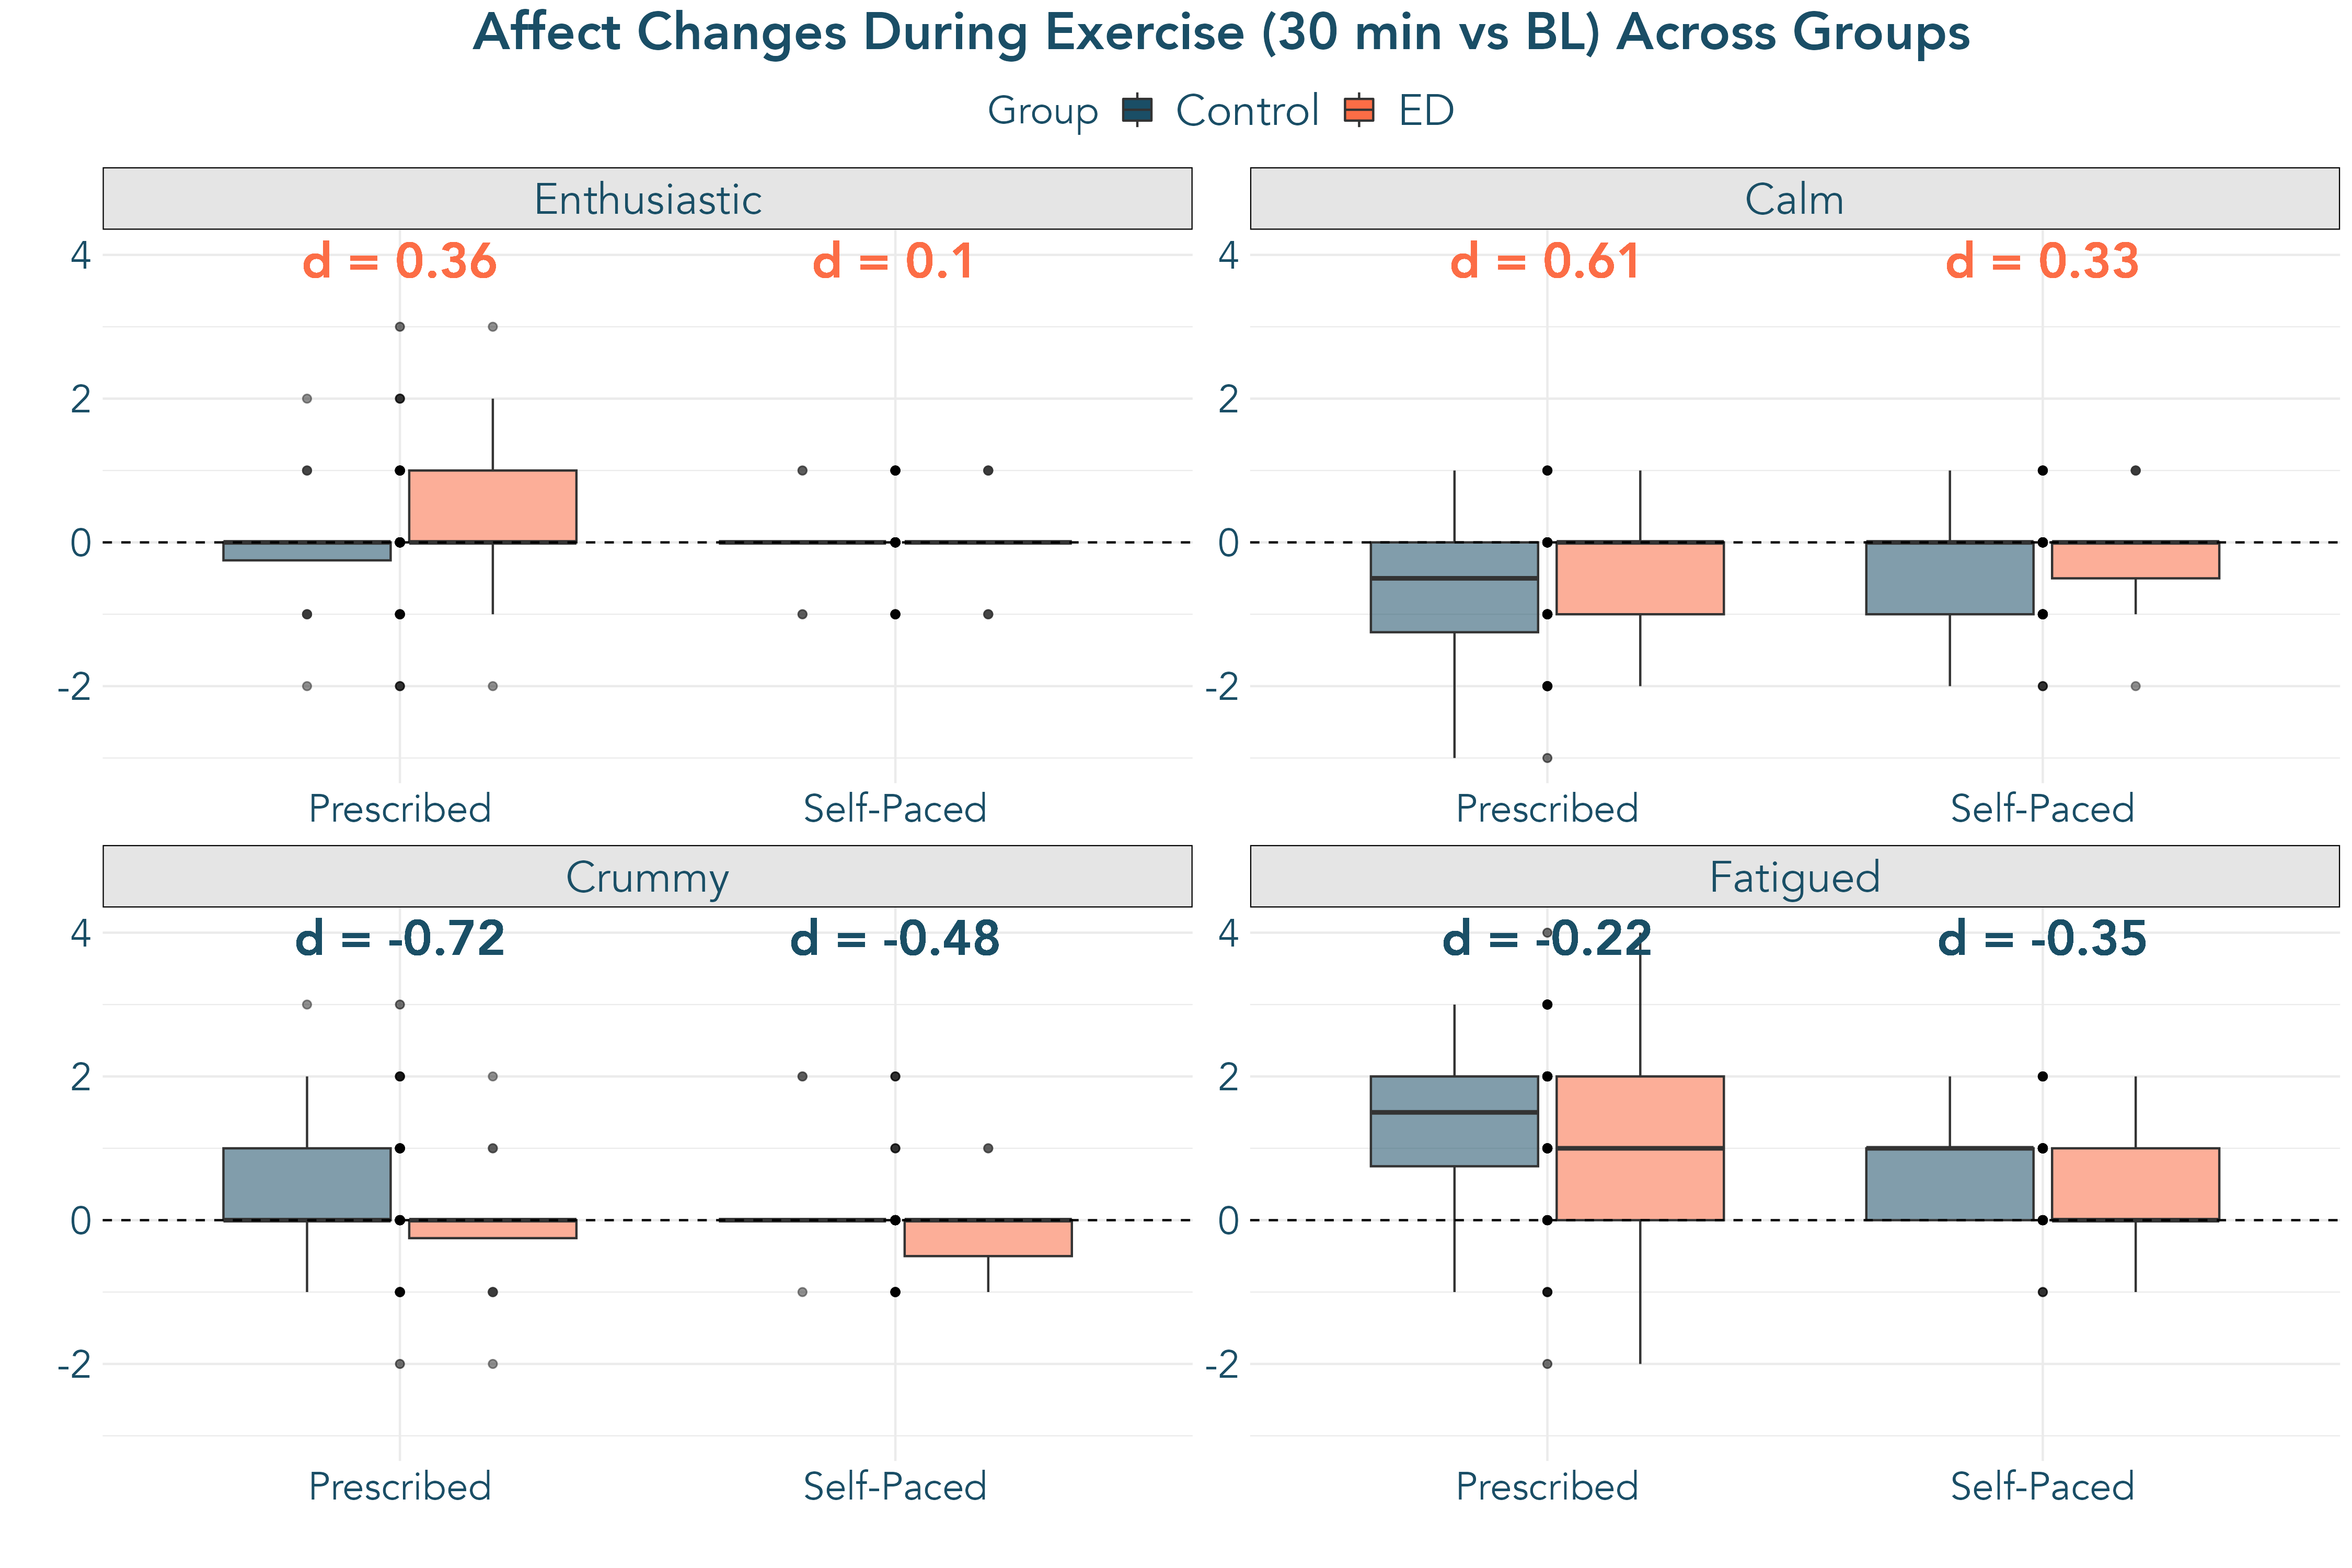 Affect Changes During Exercise (30 min vs BL) Across Groups
Group Control ED
Enthusiastic
d = 0.36 d = 0.1
4
2
0
-2
Prescribed Self-Paced
Calm
d = 0.61 d = 0.33
4
2
0
-2
Prescribed Self-Paced
Crummy
d = -0.72 d = -0.48
4
2
0
-2
Prescribed Self-Paced
Fatigued
d = -0.22 d = -0.35
4
2
0
-2
Prescribed Self-Paced